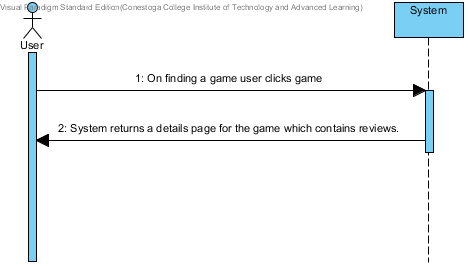 Visual Paradigm Standard Edition(Conestoga College Institute of Technology and Advanced Learning)
System
User
1: On finding a game user clicks game
2: System returns a details page for the game which contains reviews.